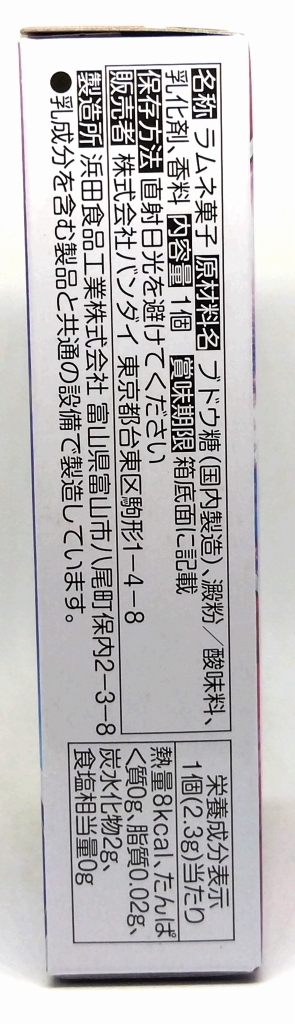 名称 ラムネ菓子 原材料名 ブドウ糖(国内製造)、澱粉/酸味料、
乳化剤、香料 内容量 1個 賞味期限 箱底面に記載
保存方法 直射日光を避けてください
販売者 株式会社バンダイ 東京都台東区駒形1-4-8
製造所 浜田食品工業株式会社 富山県富山市八尾町保内2-3-8
●乳成分を含む製品と共通の設備で製造しています。
栄養成分表示
1個(2.3g)当たり
熱量8kcal、たんぱ
く質0g、脂質0.02g、
炭水化物2g、
食塩相当量0g